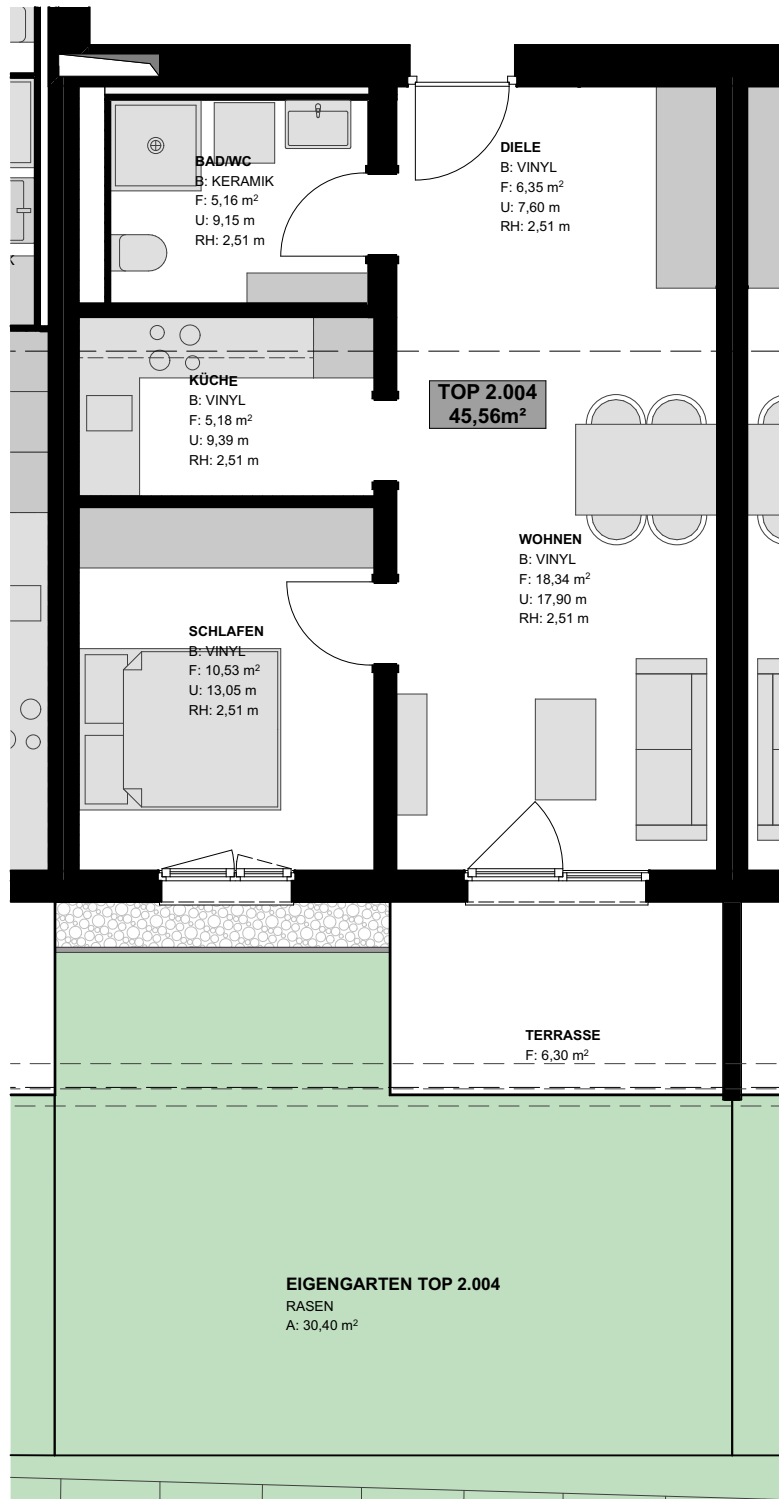 BAD/WC
B: KERAMIK
F: 5,16 m²
U: 9,15 m
RH: 2,51 m
DIELE
B: VINYL
F: 6,35 m²
U: 7,60 m
RH: 2,51 m
KÜCHE
B: VINYL
F: 5,18 m²
U: 9,39 m
RH: 2,51 m
TOP 2.004
45,56m²
WOHNEN
B: VINYL
F: 18,34 m²
U: 17,90 m
RH: 2,51 m
SCHLAFEN
B: VINYL
F: 10,53 m²
U: 13,05 m
RH: 2,51 m
TERRASSE
F: 6,30 m²
EIGENGARTEN TOP 2.004
RASEN
A: 30,40 m²